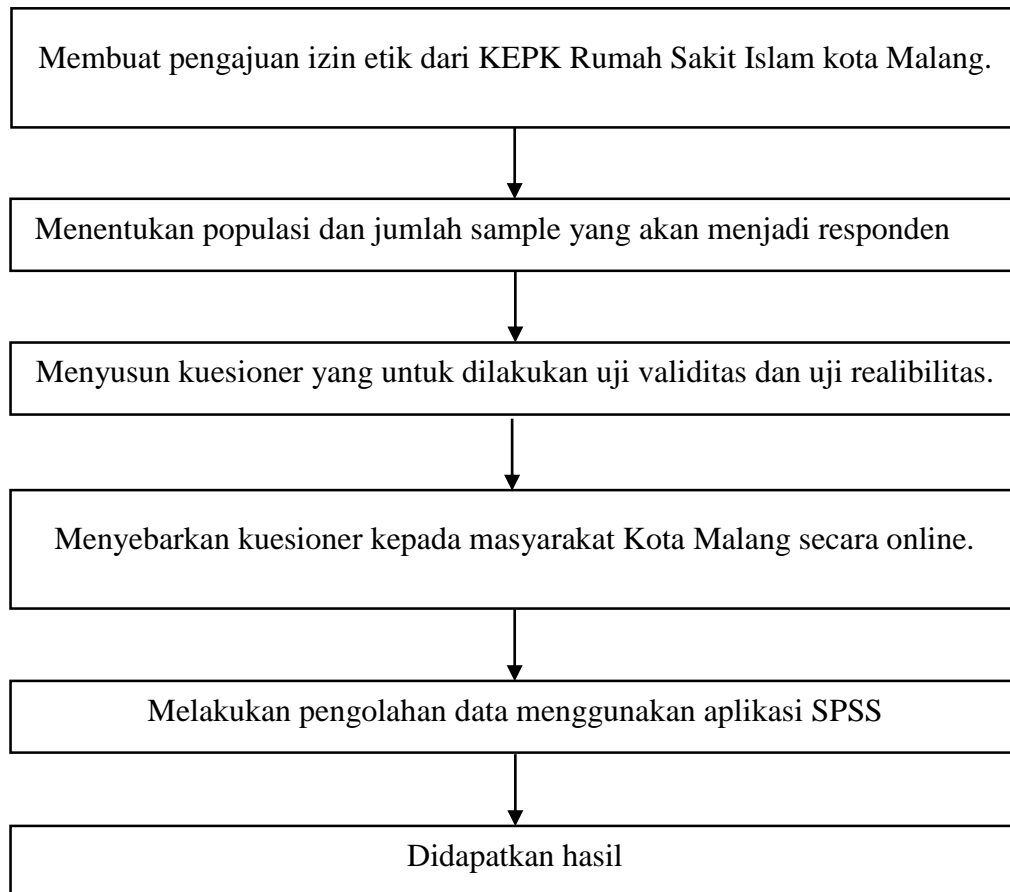 Membuat pengajuan izin etik dari KEPK Rumah Sakit Islam kota Malang.
Menentukan populasi dan jumlah sample yang akan menjadi responden
Menyusun kuesioner yang untuk dilakukan uji validitas dan uji realibilitas.
Menyebarkan kuesioner kepada masyarakat Kota Malang secara online.
Melakukan pengolahan data menggunakan aplikasi SPSS
Didapatkan hasil